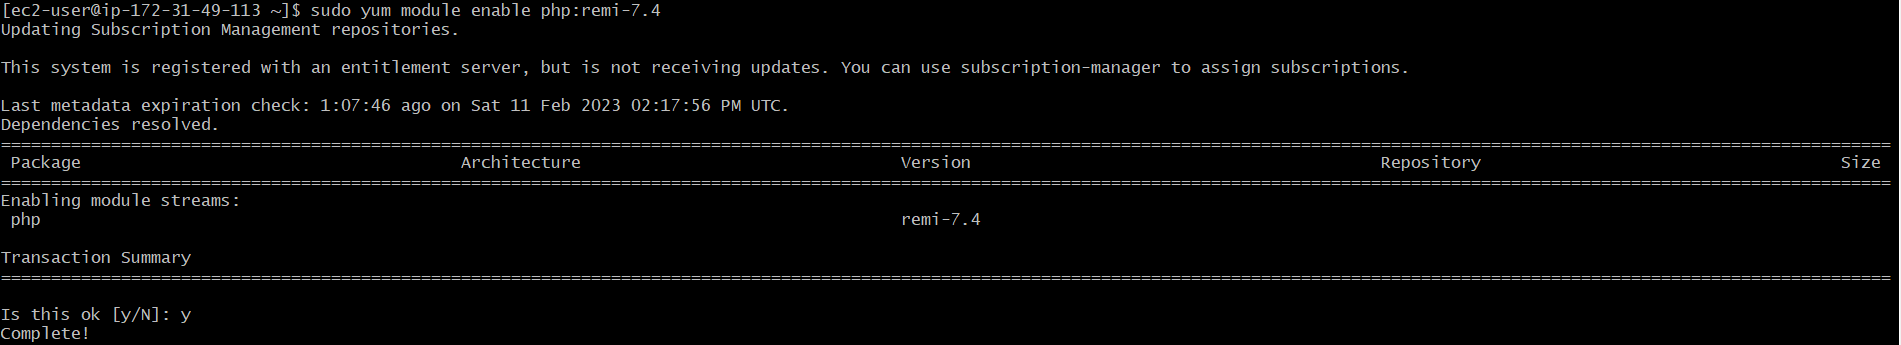 [ec2-user@ip-172-31-49-113 ~]$ sudo yum module enable php:remi-7.4
Updating Subscription Management repositories.
This system is registered with an entitlement server, but is not receiving updates. You can use subscription-manager to assign subscriptions.
Last metadata expiration check: 1:07:46 ago on Sat 11 Feb 2023 02:17:56 PM UTC.
Dependencies resolved.
Package Architecture Version Repository Size
Enabling module streams:
php remi-7.4
Transaction Summary
Is this ok [y/N]: y
Complete!